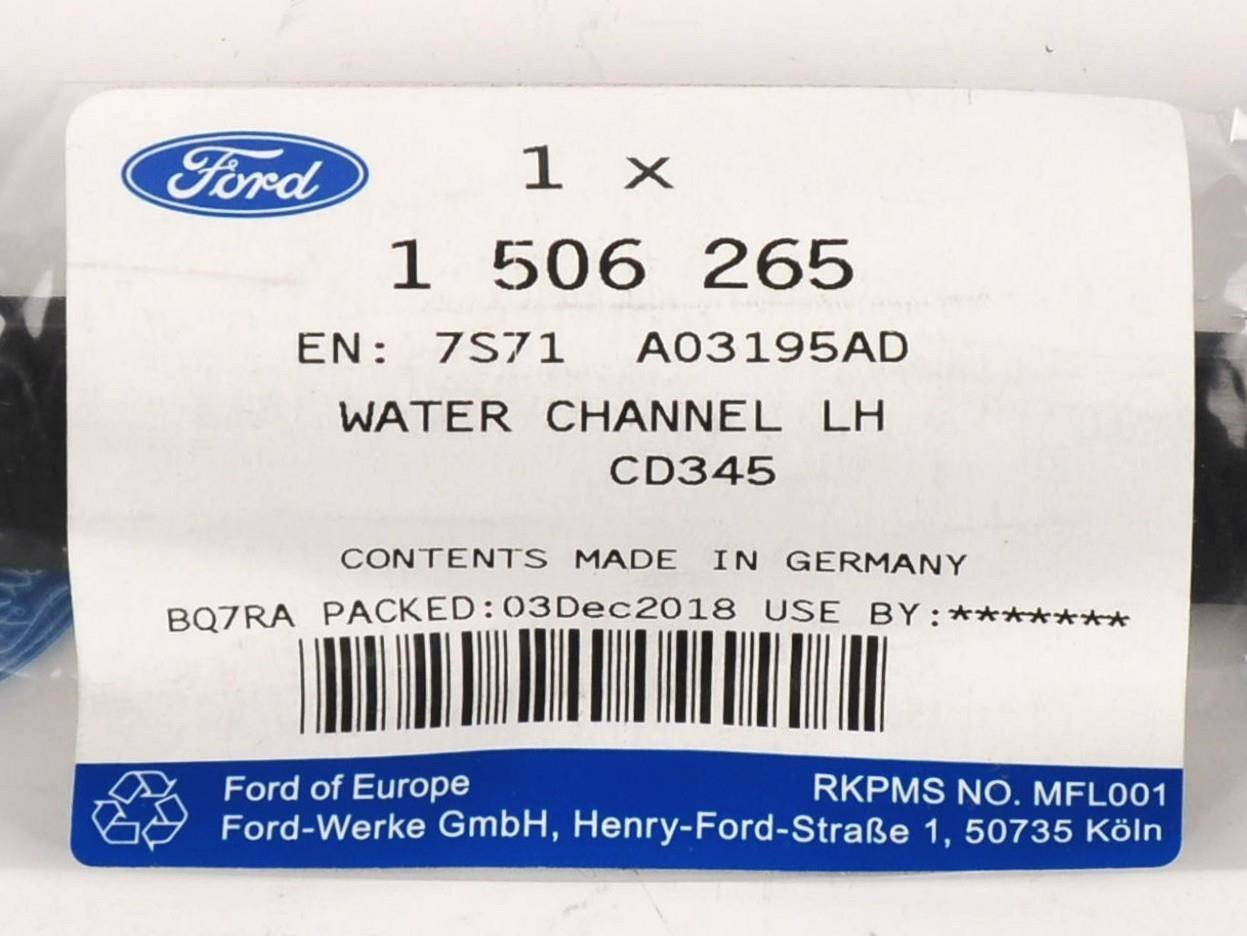 Ford
1 x
1 506 265
EN: 7S71 A03195AD
WATER CHANNEL LH
CD345
CONTENTS MADE IN GERMANY
BQ7RA PACKED:03Dec2018 USE BY:*******
Ford of Europe
RKPMS NO. MFL001
Ford-Werke GmbH, Henry-Ford-Straße 1, 50735 Köln